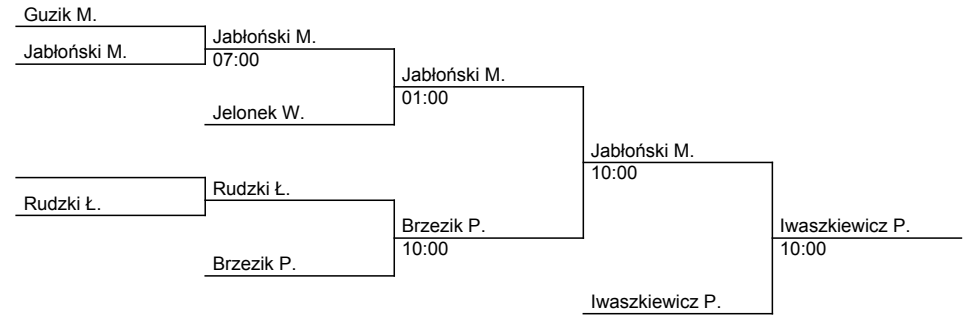 Guzik M.
Jabłoński M.
Jabłoński M.
07:00
Jelonek W.
Jabłoński M.
01:00
Rudzki Ł.
Rudzki Ł.
Brzezik P.
Brzezik P.
10:00
Jabłoński M.
10:00
Iwaszkiewicz P.
Iwaszkiewicz P.
10:00